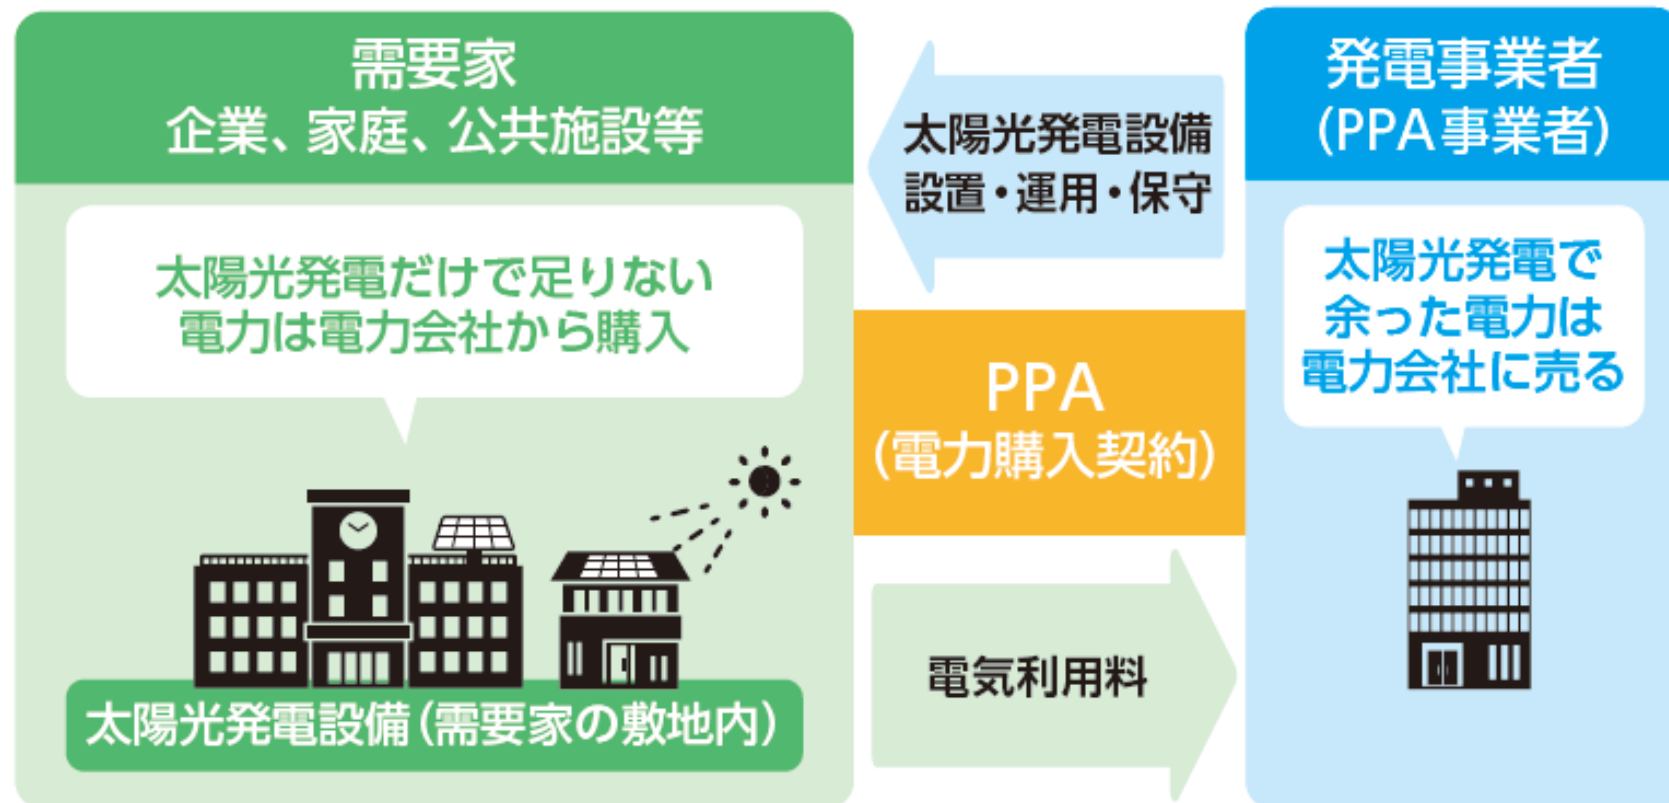 需要家
企業、家庭、公共施設等
太陽光発電だけで足りない
電力は電力会社から購入
太陽光発電設備(需要家の敷地内)
太陽光発電設備
設置・運用・保守
PPA
(電力購入契約)
電気利用料
発電事業者
(PPA事業者)
太陽光発電で
余った電力は
電力会社に売る